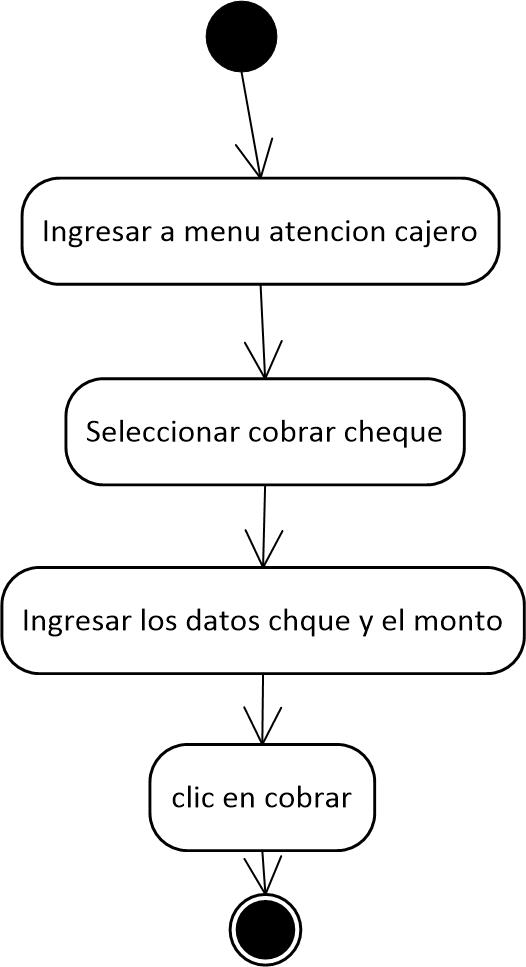 Ingresar a menu atencion cajero
Seleccionar cobrar cheque
Ingresar los datos chque y el monto
clic en cobrar